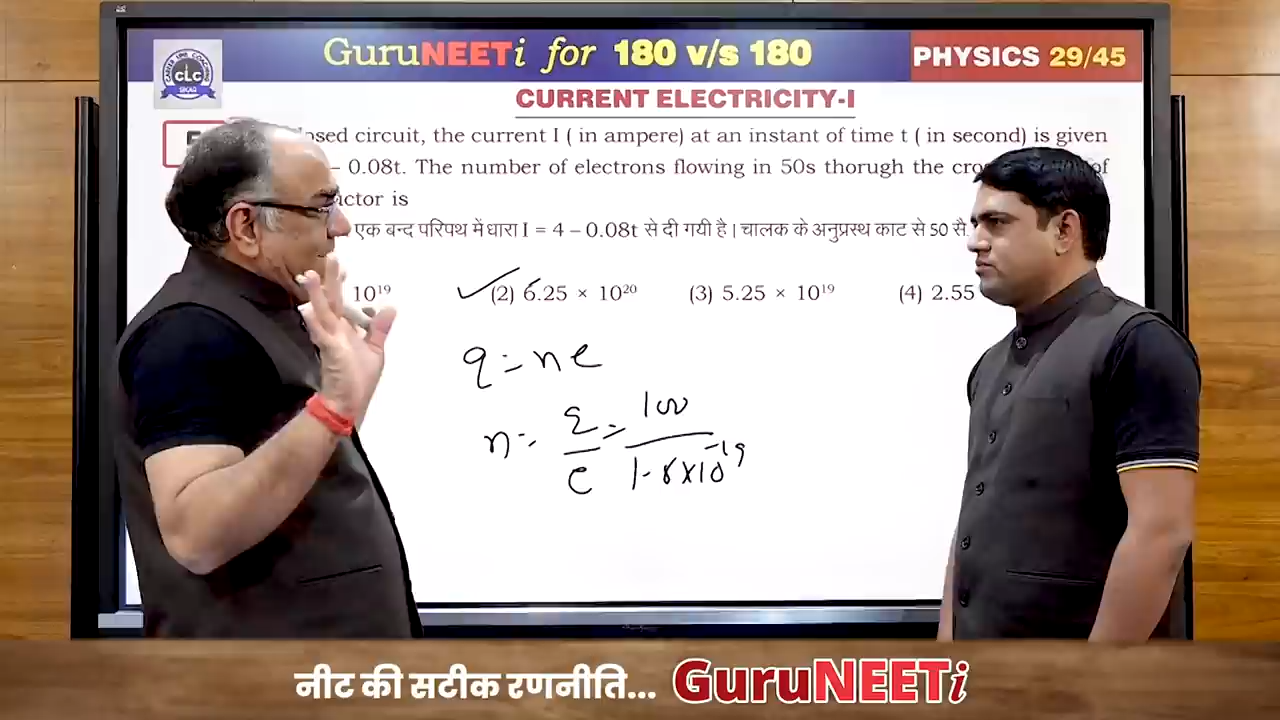 GuruNEETi for 180 v/s 180
PHYSICS 29/45
CLC
SIKAR
CURRENT ELECTRICITY-I
circuit, the current I ( in ampere) at an instant of time t ( in second) is given
– 0.08t. The number of electrons flowing in 50s thorugh the of
is
एक बन्द परिपथ में धारा I = 4 – 0.08t से दी गयी है। चालक के अनुप्रस्थ काट से 50 से
10¹⁹ (2) 6.25 × 10²⁰ (3) 5.25 × 10¹⁹ (4) 2.55
q = ne
n = q/e = 100/1.6×10⁻¹⁹
नीट की सटीक रणनीति... GuruNEETi